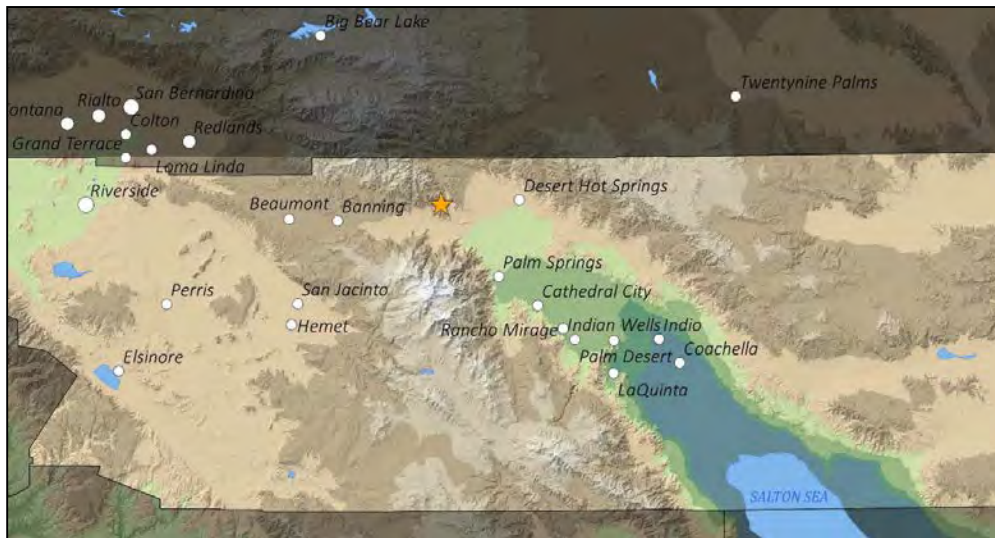 Big Bear Lake
Twentynine Palms
San Bernardino
Rialto
ontana
Colton
Redlands
Grand Terrace
Loma Linda
Riverside
Desert Hot Springs
Beaumont
Banning
Palm Springs
Perris
San Jacinto
Cathedral City
Hemet
Rancho Mirage
Indian Wells
Indio
Elsinore
Palm Desert
Coachella
LaQuinta
SALTON SEA